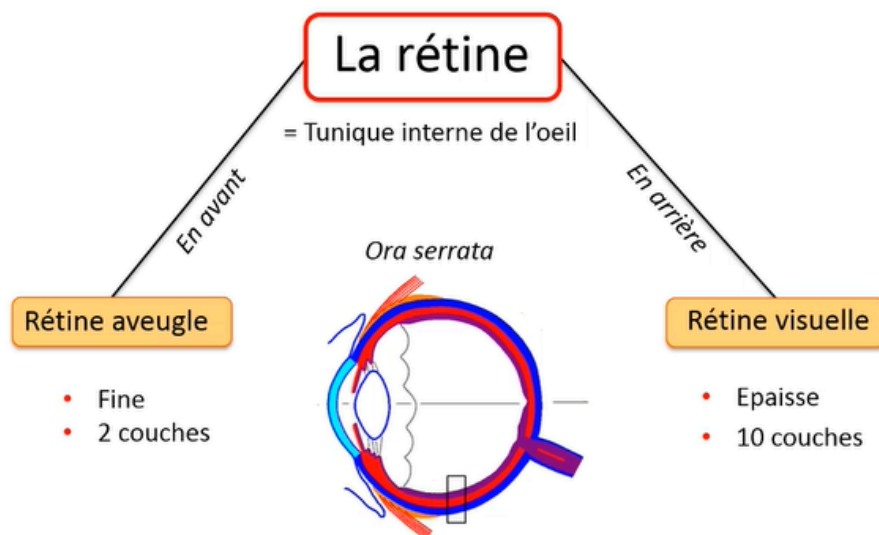 La rétine
= Tunique interne de l'oeil
En avant
En arrière
Ora serrata
Rétine aveugle
Rétine visuelle
• Fine
• 2 couches
• Epaisse
• 10 couches